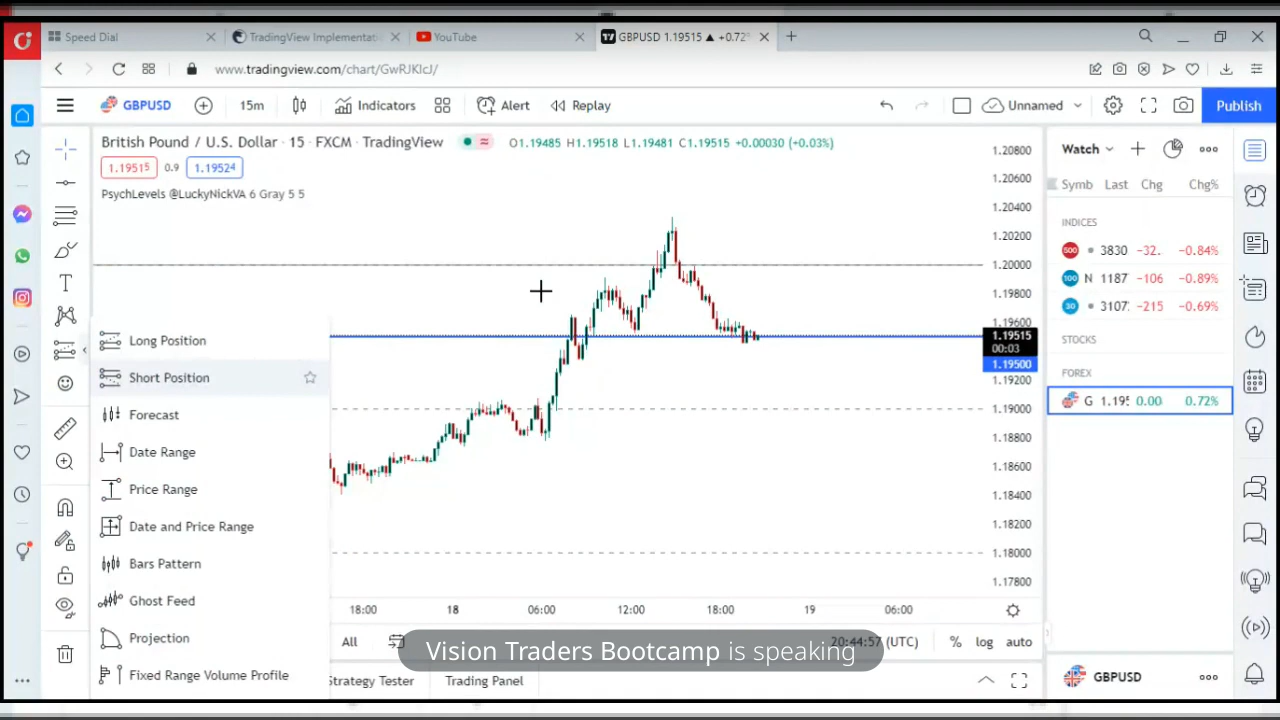 Speed Dial
TradingView Implementati
YouTube
GBPUSD 1.19515 ▲ +0.72
www.tradingview.com/chart/GwRJKIcJ/
GBPUSD
15m
Indicators
Alert
Replay
Unnamed
Publish
British Pound / U.S. Dollar · 15 · FXCM · TradingView
O1.19485 H1.19518 L1.19481 C1.19515 +0.00030 (+0.03%)
1.19515
0.9
1.19524
PsychLevels @LuckyNickVA 6 Gray 5 5
Long Position
Short Position
Forecast
Date Range
Price Range
Date and Price Range
Bars Pattern
Ghost Feed
Projection
Fixed Range Volume Profile
1.20800
1.20600
1.20400
1.20200
1.20000
1.19800
1.19600
1.19515
00:03
1.19500
1.19200
1.19000
1.18800
1.18600
1.18400
1.18200
1.18000
1.17800
18:00
18
06:00
12:00
18:00
19
06:00
All
20:44:57 (UTC)
%
log
auto
Vision Traders Bootcamp is speaking
Strategy Tester
Trading Panel
Watch
Symb Last Chg Chg%
INDICES
500 3830 -32. -0.84%
100 N 1187 -106 -0.89%
30 3107 -215 -0.69%
STOCKS
FOREX
G 1.195 0.00 0.72%
GBPUSD